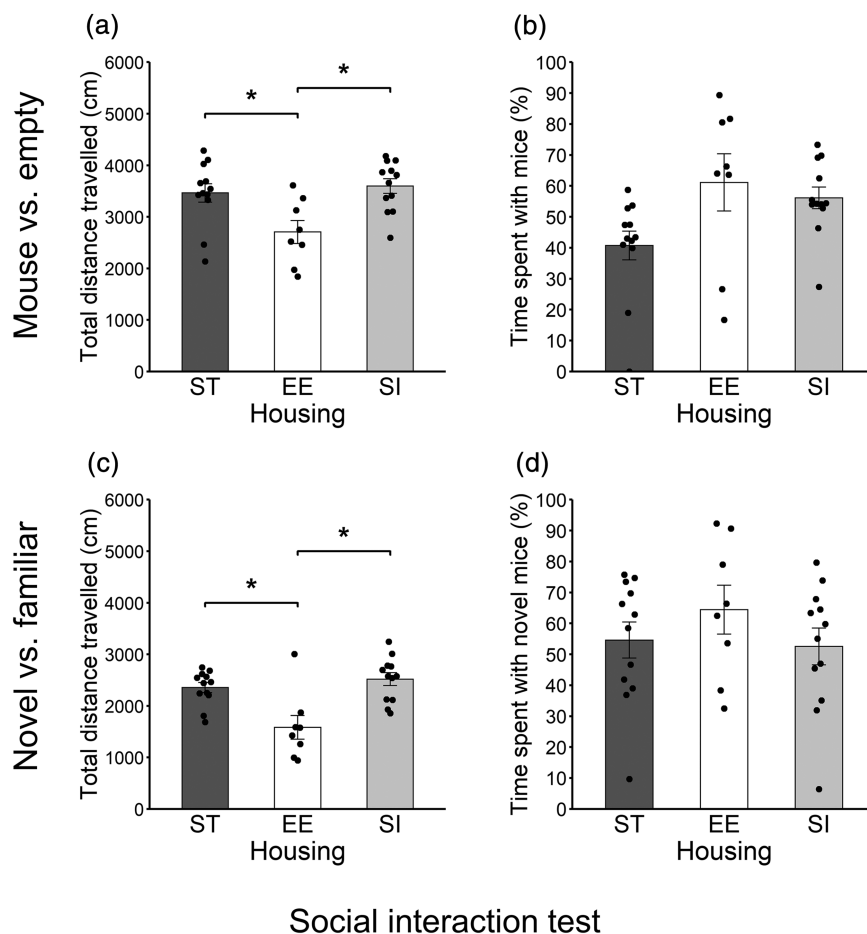 Mouse vs. empty
(a)
Total distance travelled (cm)
6000
5000
4000
3000
2000
1000
0
*
*
ST EE SI
Housing
(b)
Time spent with mice (%)
100
90
80
70
60
50
40
30
20
10
0
ST EE SI
Housing
Novel vs. familiar
(c)
Total distance travelled (cm)
6000
5000
4000
3000
2000
1000
0
*
*
ST EE SI
Housing
(d)
Time spent with novel mice (%)
100
90
80
70
60
50
40
30
20
10
0
ST EE SI
Housing
Social interaction test